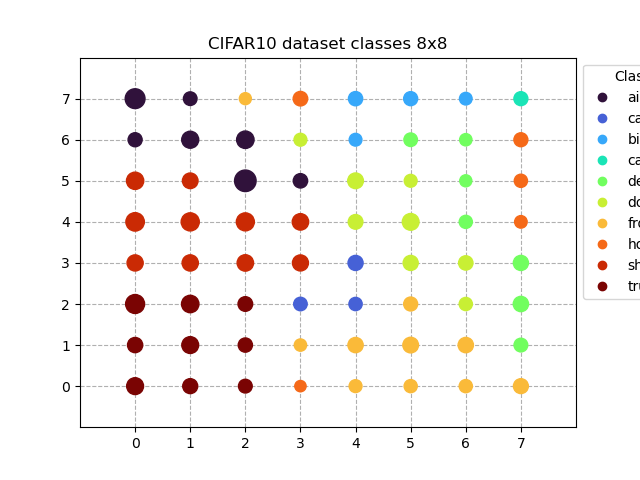 CIFAR10 dataset classes 8x8
7
6
5
4
3
2
1
0
0 1 2 3 4 5 6 7
Clas
ai
ca
bi
ca
de
do
fro
ho
sh
tru